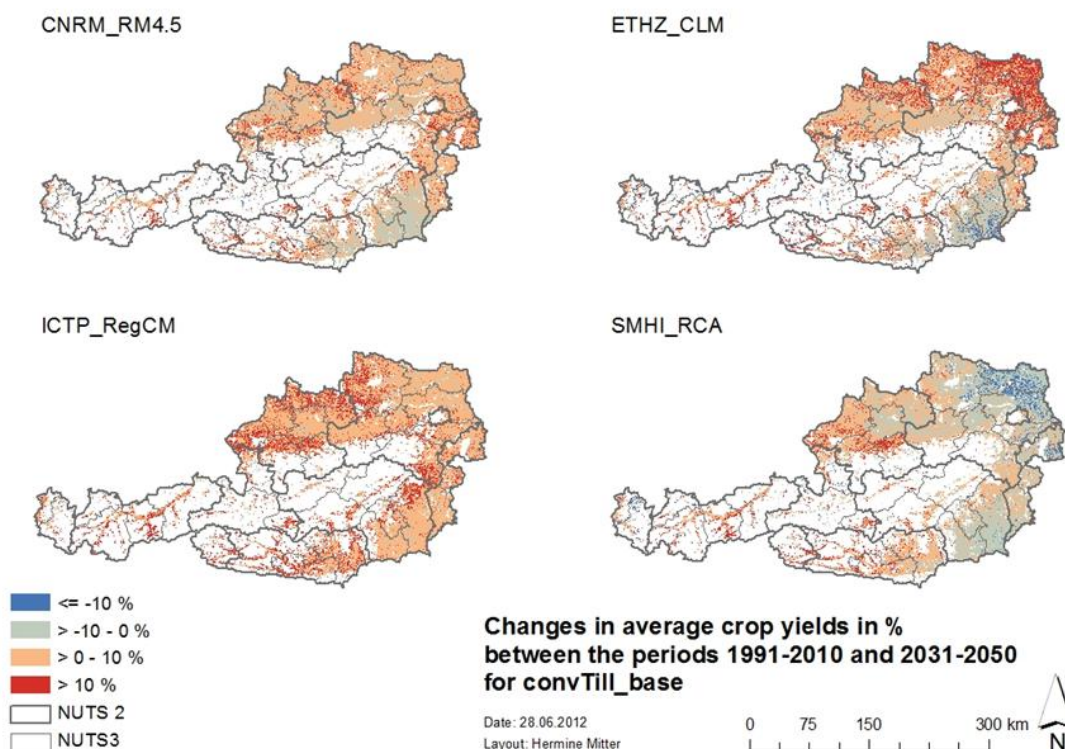 CNRM_RM4.5
ETHZ_CLM
ICTP_RegCM
SMHI_RCA
<= -10 %
> -10 - 0 %
> 0 - 10 %
> 10 %
NUTS 2
NUTS3
Changes in average crop yields in %
between the periods 1991-2010 and 2031-2050
for convTill_base
Date: 28.06.2012
Layout: Hermine Mitter
0 75 150 300 km
N